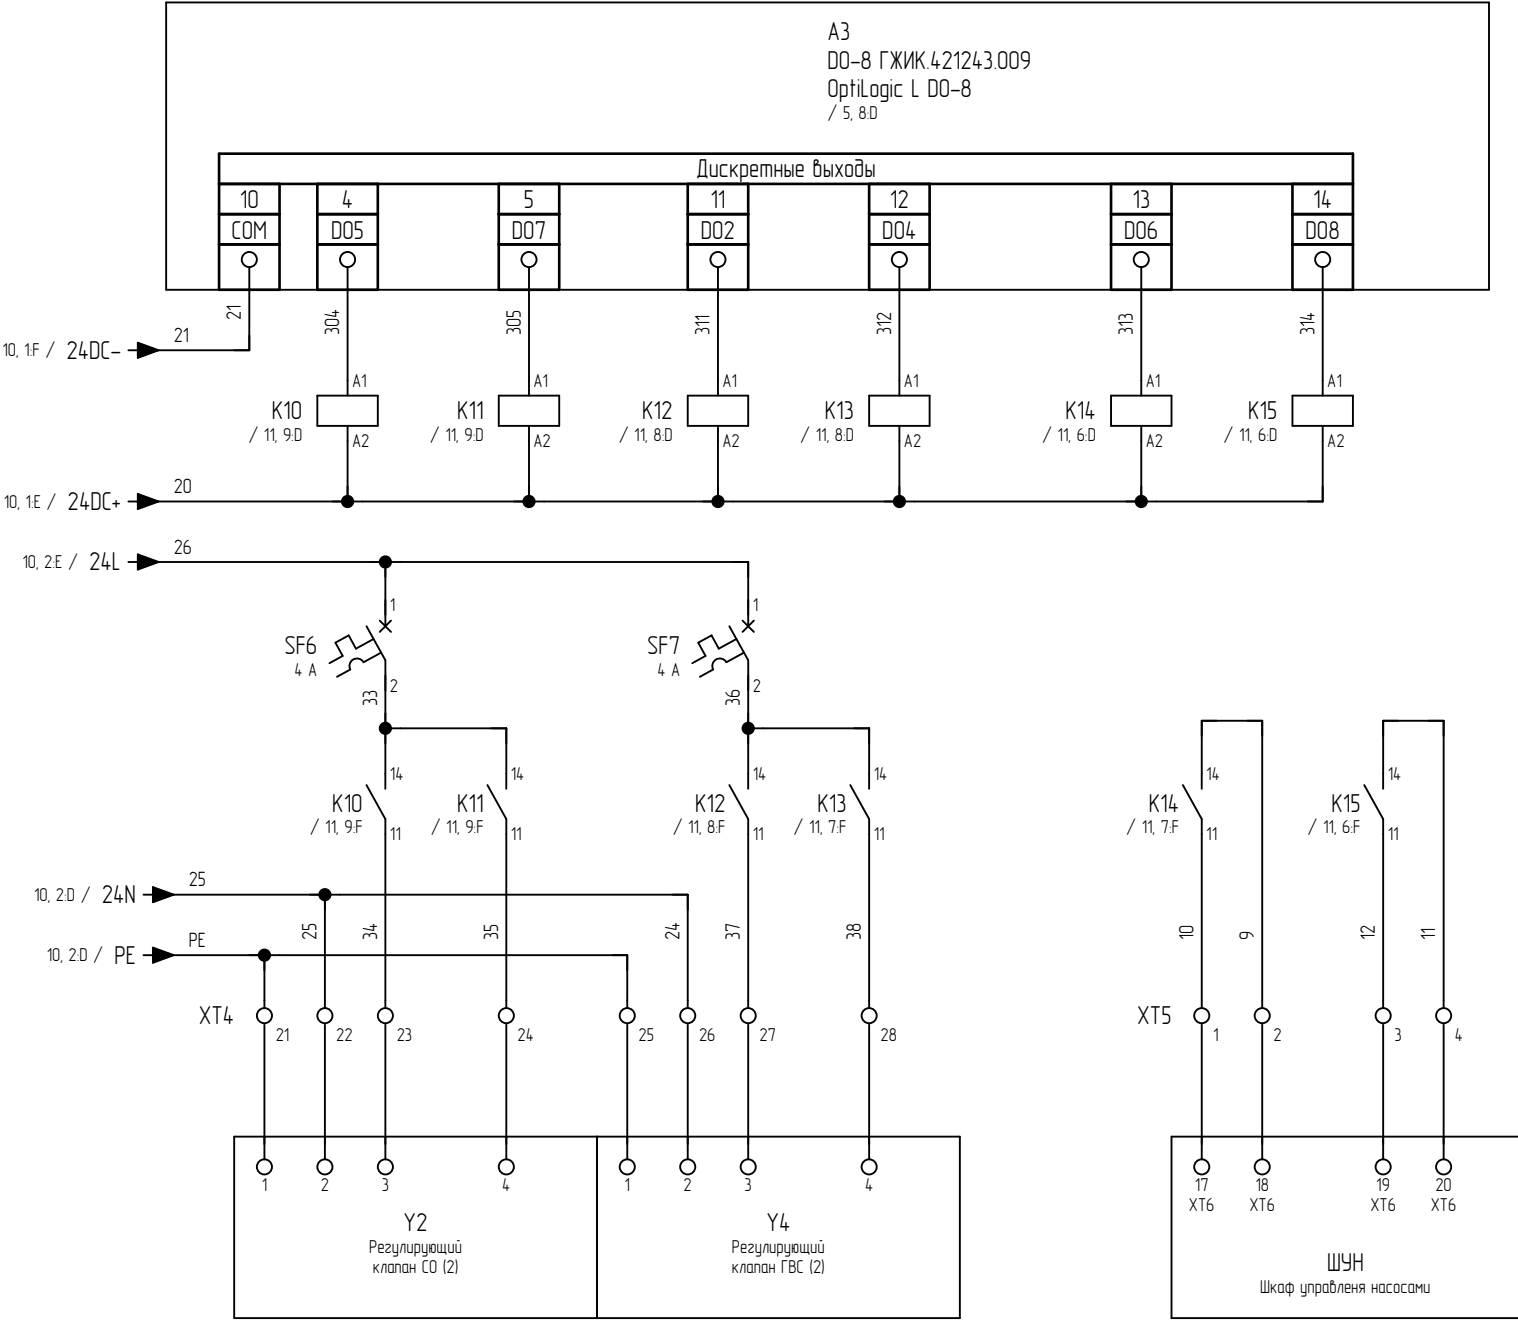 A3
DO-8 ГЖИК.421243.009
OptiLogic L DO-8
/ 5, 8:D
Дискретные выходы
10 4 5 11 12 13 14
COM DO5 DO7 DO2 DO4 DO6 DO8
21 304 305 311 312 313 314
10, 1:F / 24DC- 21
A1 A1 A1 A1 A1 A1
K10 K11 K12 K13 K14 K15
/ 11, 9:D / 11, 9:D / 11, 8:D / 11, 8:D / 11, 6:D / 11, 6:D
A2 A2 A2 A2 A2 A2
10, 1:E / 24DC+ 20
10, 2:E / 24L 26
1 1
SF6 SF7
4 A 4 A
33 2 36 2
14 14 14 14 14 14
K10 K11 K12 K13 K14 K15
/ 11, 9:F / 11, 9:F / 11, 8:F / 11, 7:F / 11, 7:F / 11, 6:F
11 11 11 11 11 11
10, 2:D / 24N 25
25 34 35 24 37 38 10 9 12 11
10, 2:D / PE PE
XT4 21 22 23 24 25 26 27 28 XT5 1 2 3 4
1 2 3 4 1 2 3 4 17 18 19 20
XT6 XT6 XT6 XT6
Y2
Регулирующий
клапан СО (2)
Y4
Регулирующий
клапан ГВС (2)
ШУН
Шкаф управленя насосами